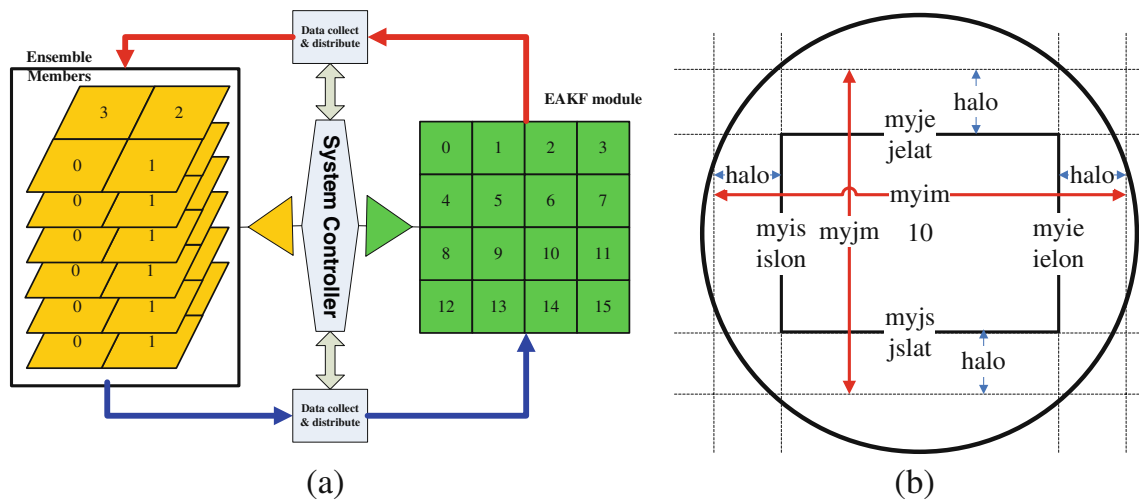 Data collect
& distribute
Ensemble
Members
EAKF module
3 2
0 1
0 1
0 1
0 1
0 1
0 1
System Controller
0 1 2 3
4 5 6 7
8 9 10 11
12 13 14 15
Data collect
& distribute
(a)
halo
myje
jelat
halo
halo
myim
myis
islon
myjm
10
myie
ielon
myjs
jslat
halo
(b)